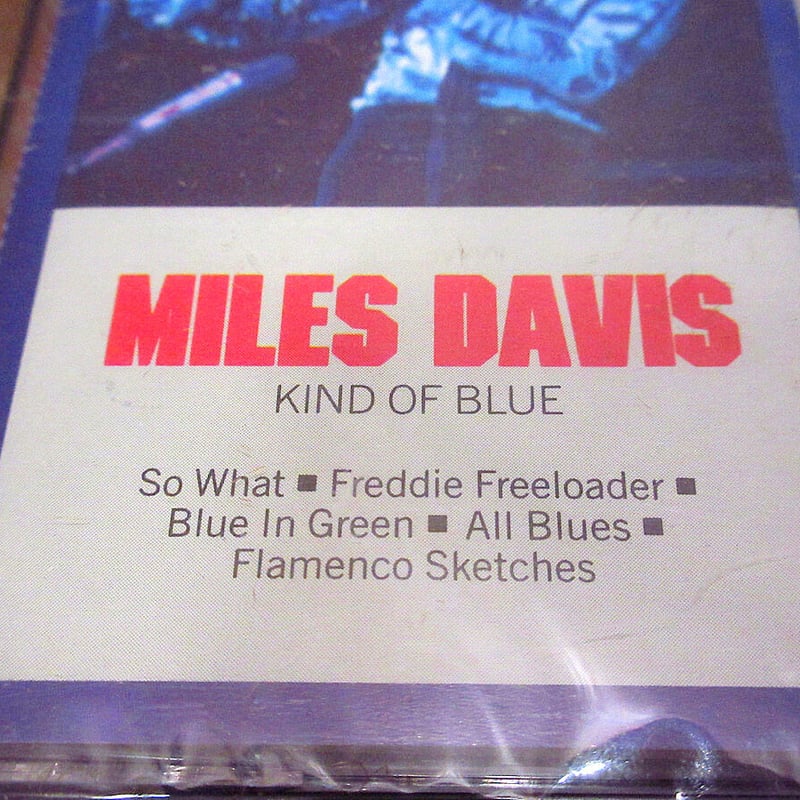 MILES DAVIS
KIND OF BLUE
So What ■ Freddie Freeloader ■
Blue In Green ■ All Blues ■
Flamenco Sketches